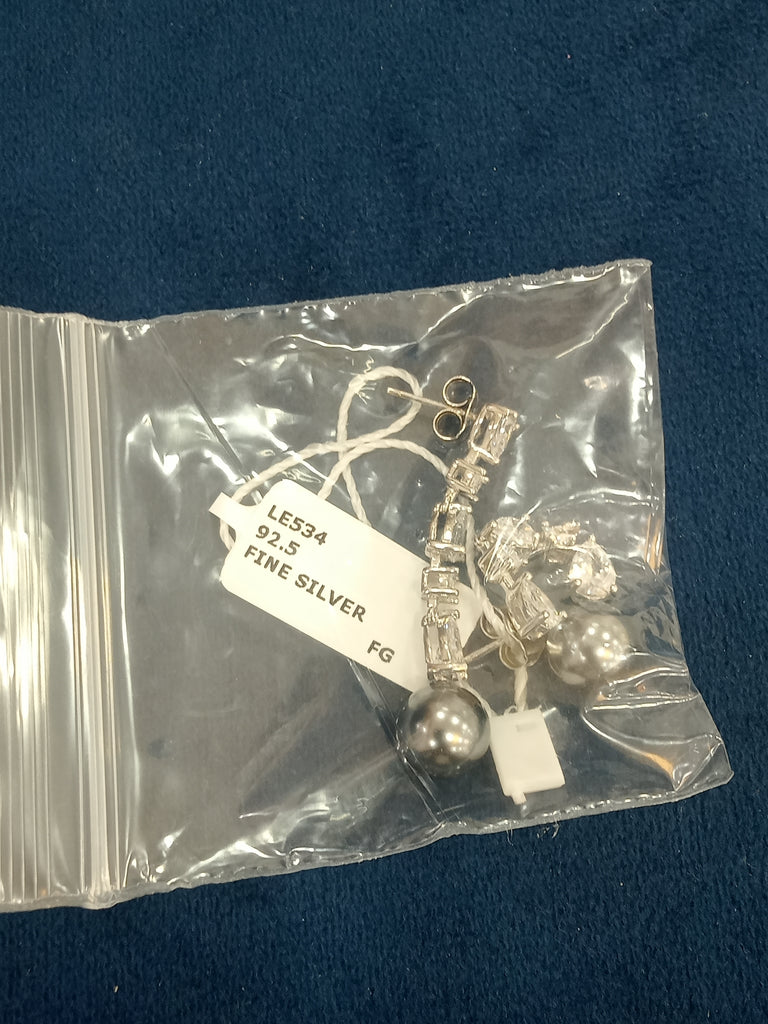 LE534
92.5
FINE SILVER
FG